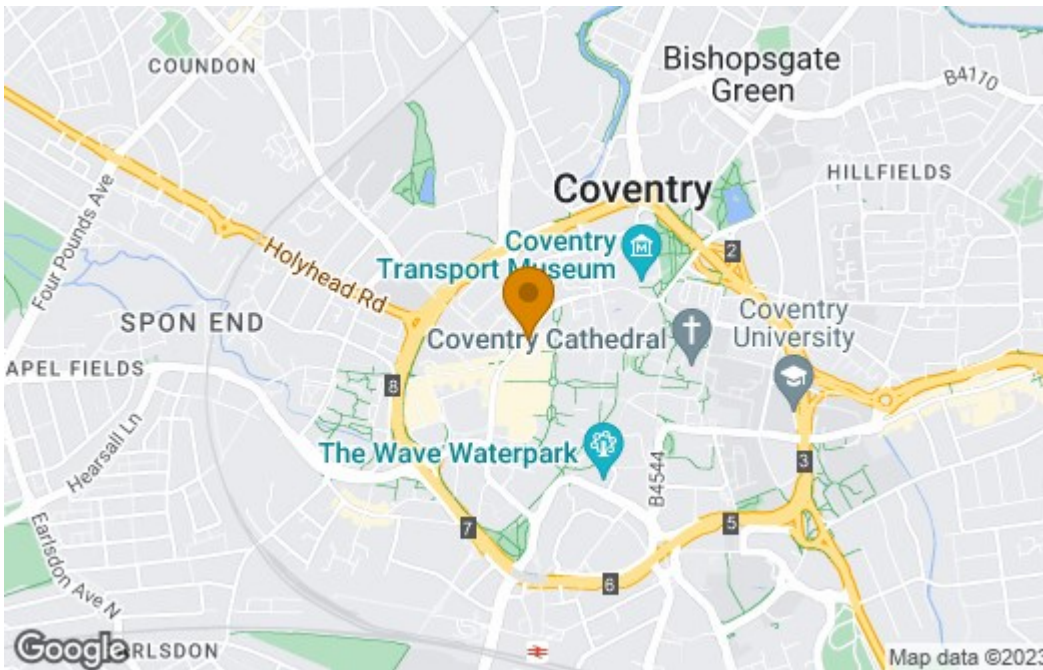 COUNDON
Bishopsgate
Green
B4110
HILLFIELDS
Four Pounds Ave
Coventry
Coventry
Transport Museum
2
Holyhead Rd
SPON END
Coventry Cathedral
Coventry
University
APEL FIELDS
8
Hearsall Ln
The Wave Waterpark
B4544
3
7
5
6
Earlsdon Ave N
Google
ARLSDON
Map data ©2023